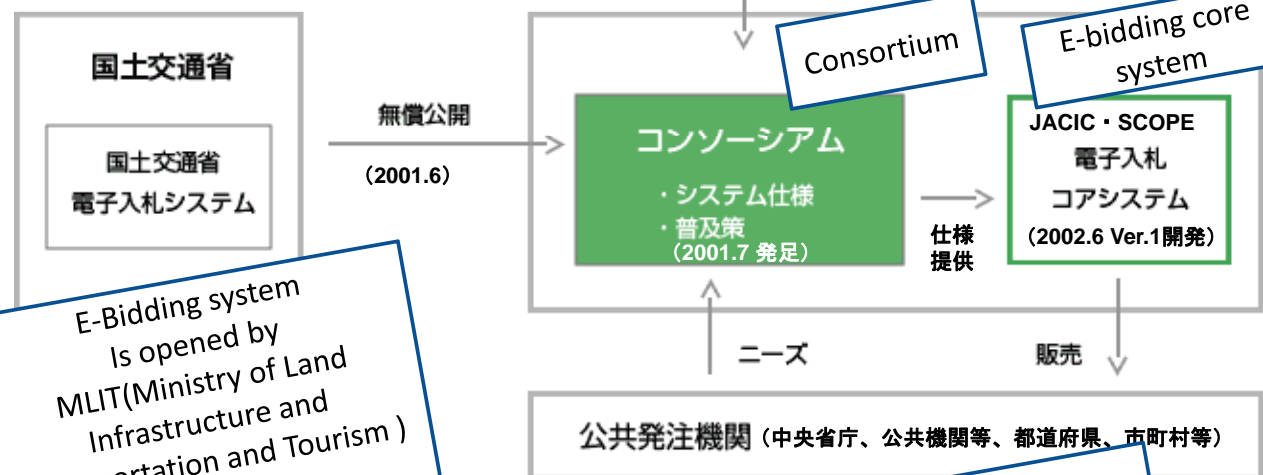 国土交通省
国土交通省
電子入札システム
無償公開
（2001.6）
Consortium
E-bidding core
system
コンソーシアム
・システム仕様
・普及策
（2001.7 発足）
仕様
提供
JACIC・SCOPE
電子入札
コアシステム
（2002.6 Ver.1開発）
E-Bidding system
Is opened by
MLIT(Ministry of Land
Infrastructure and
and Tourism )
ニーズ
販売
公共発注機関（中央省庁、公共機関等、都道府県、市町村等）